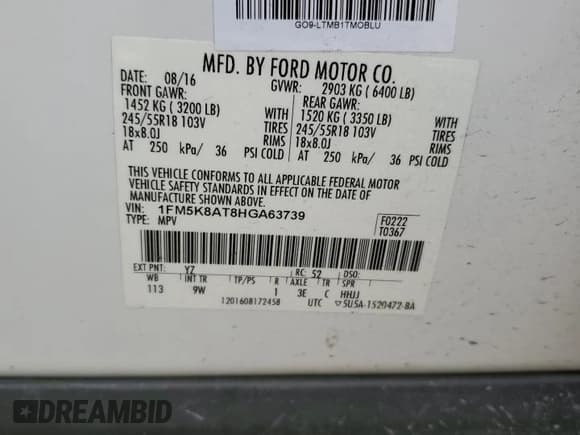 GO9-LTMB1TMOBLU
MFD. BY FORD MOTOR CO.
DATE: 08/16 GVWR: 2903 KG ( 6400 LB)
FRONT GAWR: REAR GAWR:
1452 KG ( 3200 LB) WITH 1520 KG ( 3350 LB) WITH
245/55R18 103V TIRES 245/55R18 103V TIRES
18x8.0J RIMS 18x8.0J RIMS
AT 250 kPa/ 36 PSI COLD AT 250 kPa/ 36 PSI COLD
THIS VEHICLE CONFORMS TO ALL APPLICABLE FEDERAL MOTOR
VEHICLE SAFETY STANDARDS IN EFFECT ON THE DATE OF
MANUFACTURE SHOWN ABOVE.
VIN: 1FM5K8AT8HGA63739 F0222
TYPE: MPV T0367
EXT PNT: YZ RC: 52 DSO:
WB INT TR TP/PS R AXLE TR SPR
113 9W 1 3E C HHJJ
1201608172458 UTC ▽5U5A-1520472-BA
DREAMBID